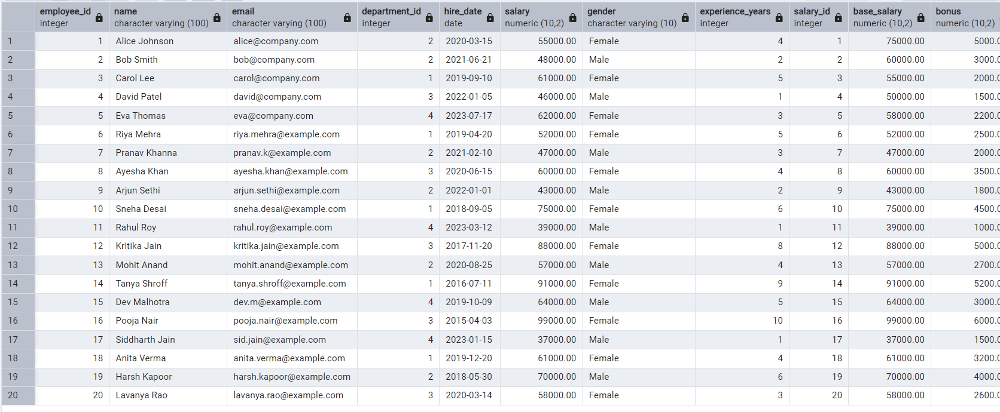 employee_id name email department_id hire_date salary gender experience_years salary_id base_salary bonus
integer character varying (100) character varying (100) integer date numeric (10,2) character varying (10) integer integer numeric (10,2) numeric (10,2)
1 1 Alice Johnson alice@company.com 2 2020-03-15 55000.00 Female 4 1 75000.00 5000.0
2 2 Bob Smith bob@company.com 2 2021-06-21 48000.00 Male 2 2 60000.00 3000.0
3 3 Carol Lee carol@company.com 1 2019-09-10 61000.00 Female 5 3 55000.00 2000.0
4 4 David Patel david@company.com 3 2022-01-05 46000.00 Male 1 4 50000.00 1500.0
5 5 Eva Thomas eva@company.com 4 2023-07-17 62000.00 Female 3 5 58000.00 2200.0
6 6 Riya Mehra riya.mehra@example.com 1 2019-04-20 52000.00 Female 5 6 52000.00 2500.0
7 7 Pranav Khanna pranav.k@example.com 2 2021-02-10 47000.00 Male 3 7 47000.00 2000.0
8 8 Ayesha Khan ayesha.khan@example.com 3 2020-06-15 60000.00 Female 4 8 60000.00 3500.0
9 9 Arjun Sethi arjun.sethi@example.com 2 2022-01-01 43000.00 Male 2 9 43000.00 1800.0
10 10 Sneha Desai sneha.desai@example.com 1 2018-09-05 75000.00 Female 6 10 75000.00 4500.0
11 11 Rahul Roy rahul.roy@example.com 4 2023-03-12 39000.00 Male 1 11 39000.00 1000.0
12 12 Kritika Jain kritika.jain@example.com 3 2017-11-20 88000.00 Female 8 12 88000.00 5000.0
13 13 Mohit Anand mohit.anand@example.com 2 2020-08-25 57000.00 Male 4 13 57000.00 2700.0
14 14 Tanya Shroff tanya.shroff@example.com 1 2016-07-11 91000.00 Female 9 14 91000.00 5200.0
15 15 Dev Malhotra dev.m@example.com 4 2019-10-09 64000.00 Male 5 15 64000.00 3000.0
16 16 Pooja Nair pooja.nair@example.com 3 2015-04-03 99000.00 Female 10 16 99000.00 6000.0
17 17 Siddharth Jain sid.jain@example.com 4 2023-01-15 37000.00 Male 1 17 37000.00 1500.0
18 18 Anita Verma anita.verma@example.com 1 2019-12-20 61000.00 Female 4 18 61000.00 3200.0
19 19 Harsh Kapoor harsh.kapoor@example.com 2 2018-05-30 70000.00 Male 6 19 70000.00 4000.0
20 20 Lavanya Rao lavanya.rao@example.com 3 2020-03-14 58000.00 Female 3 20 58000.00 2600.0